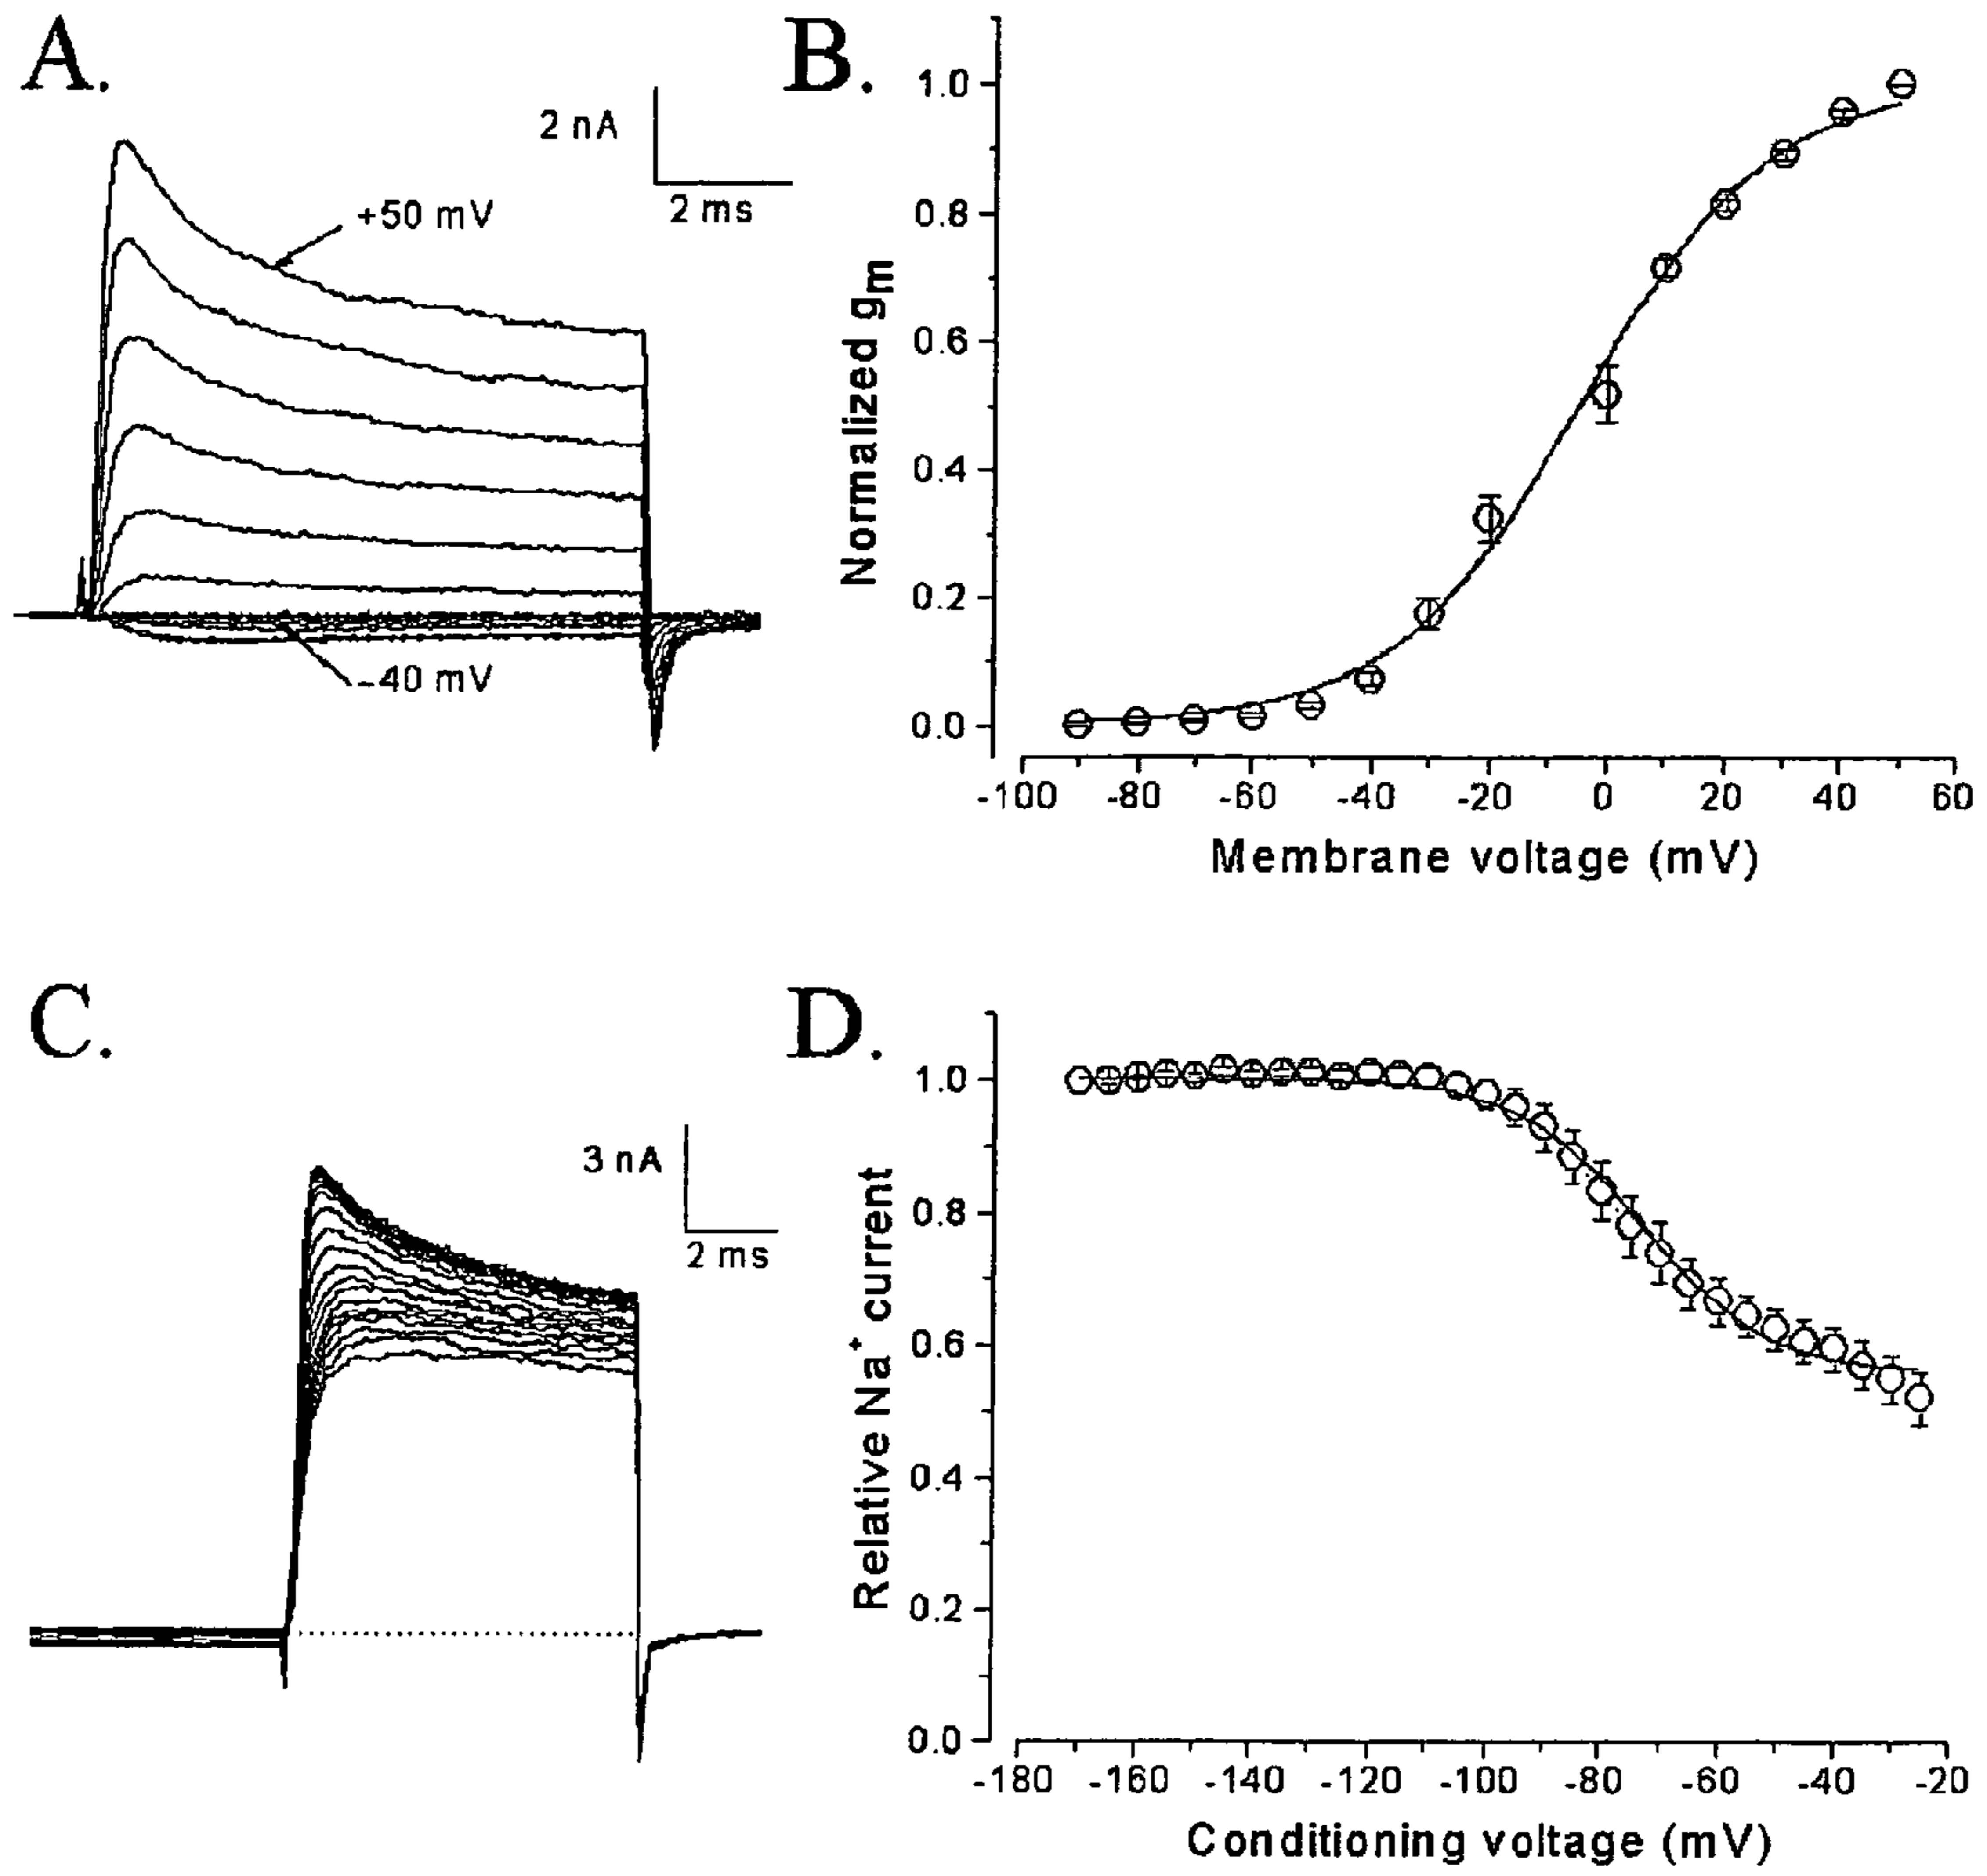 A.
2 nA
2 ms
+50 mV
-40 mV
B.
Normalized gm
1.0
0.8
0.6
0.4
0.2
0.0
-100 -80 -60 -40 -20 0 20 40 60
Membrane voltage (mV)
C.
3 nA
2 ms
D.
Relative Na+ current
1.0
0.8
0.6
0.4
0.2
0.0
-180 -160 -140 -120 -100 -80 -60 -40 -20
Conditioning voltage (mV)